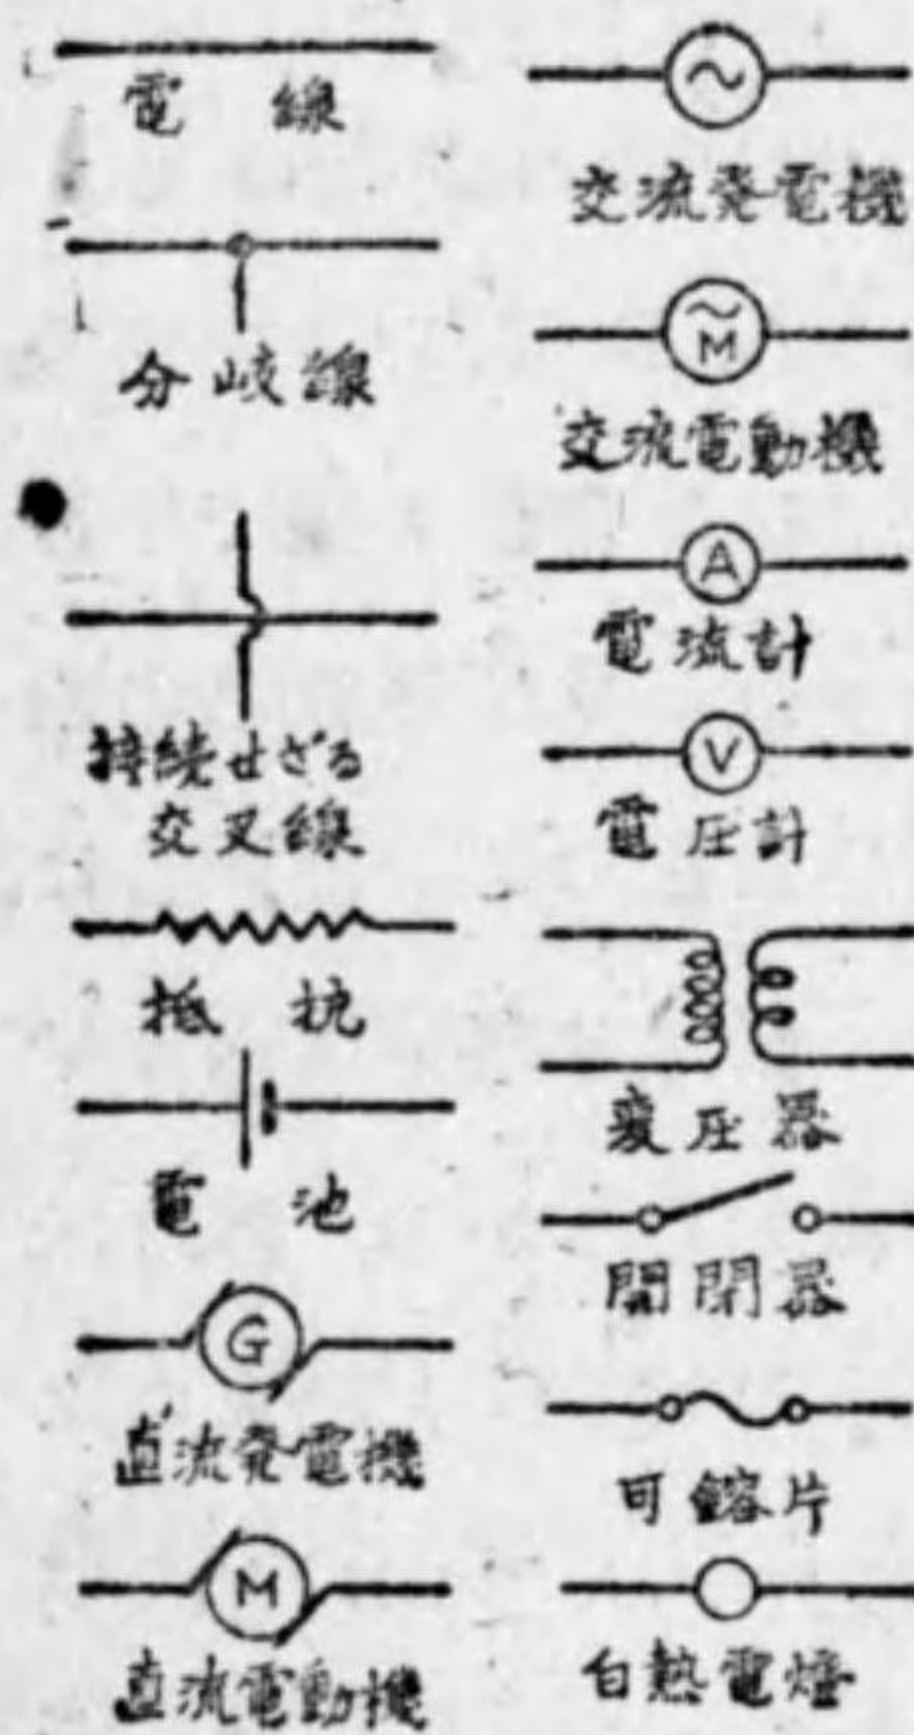 電線
分岐線
接続せざる
交叉線
抵抗
電池
G
直流発電機
M
直流電動機
交流発電機
M
交流電動機
A
電流計
V
電圧計
変圧器
開閉器
可鎔片
白熱電燈